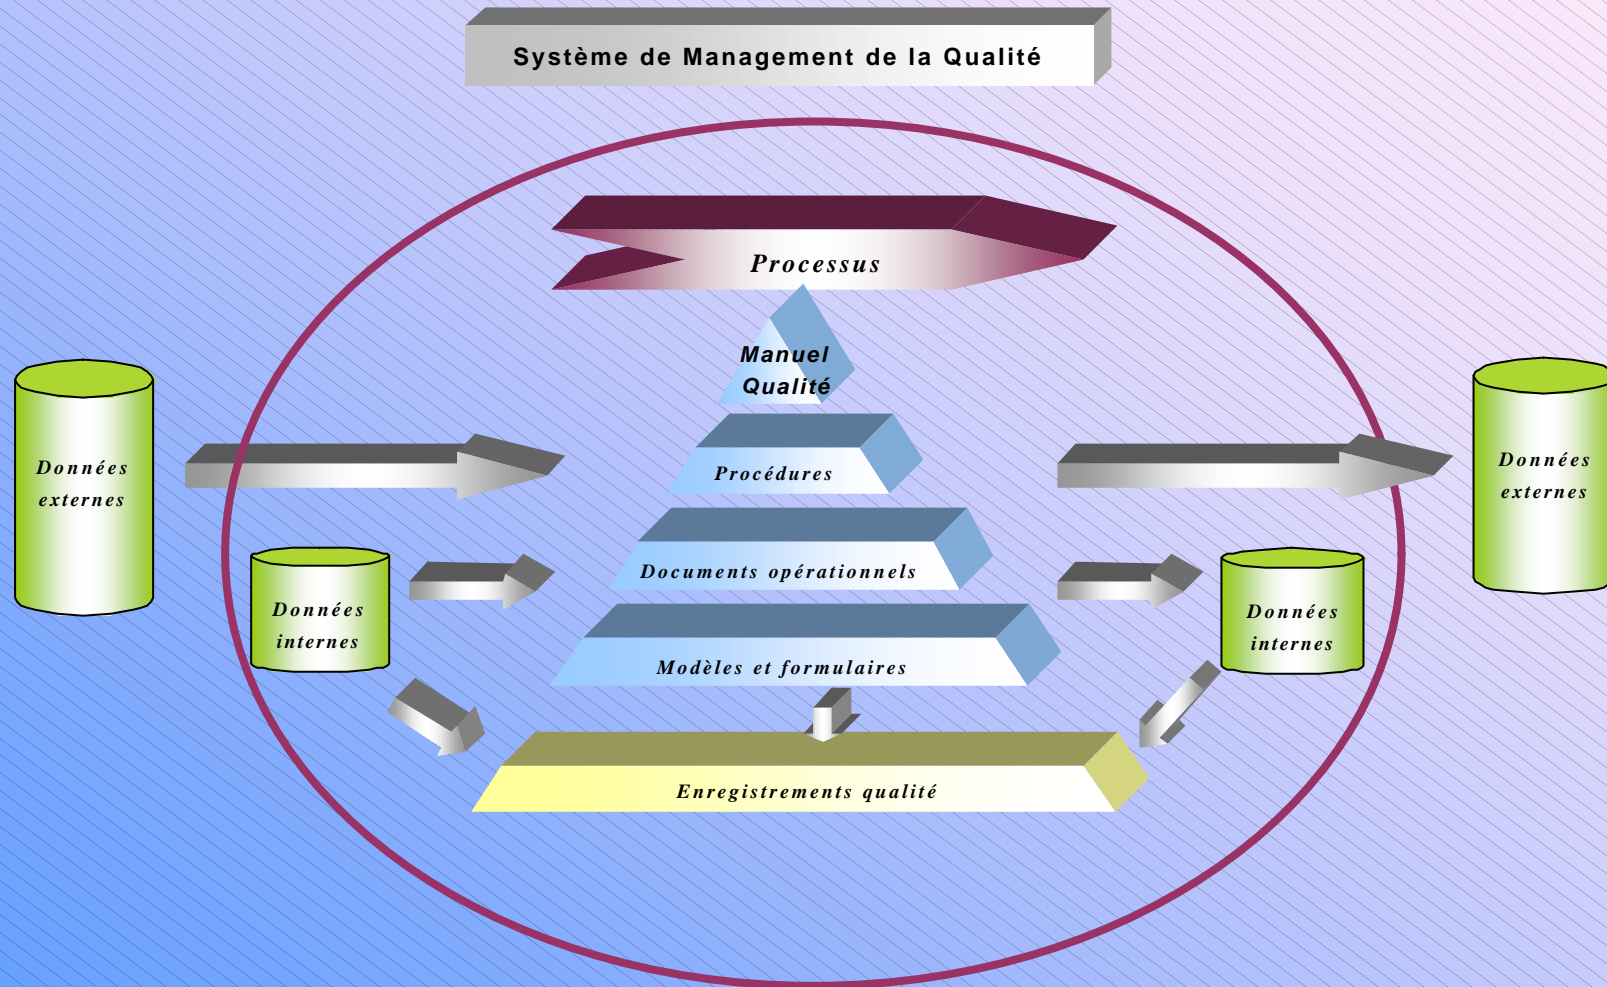 Système de Management de la Qualité
Processus
Manuel
Qualité
Données
externes
Procédures
Données
externes
Documents opérationnels
Données
internes
Données
internes
Modèles et formulaires
Enregistrements qualité